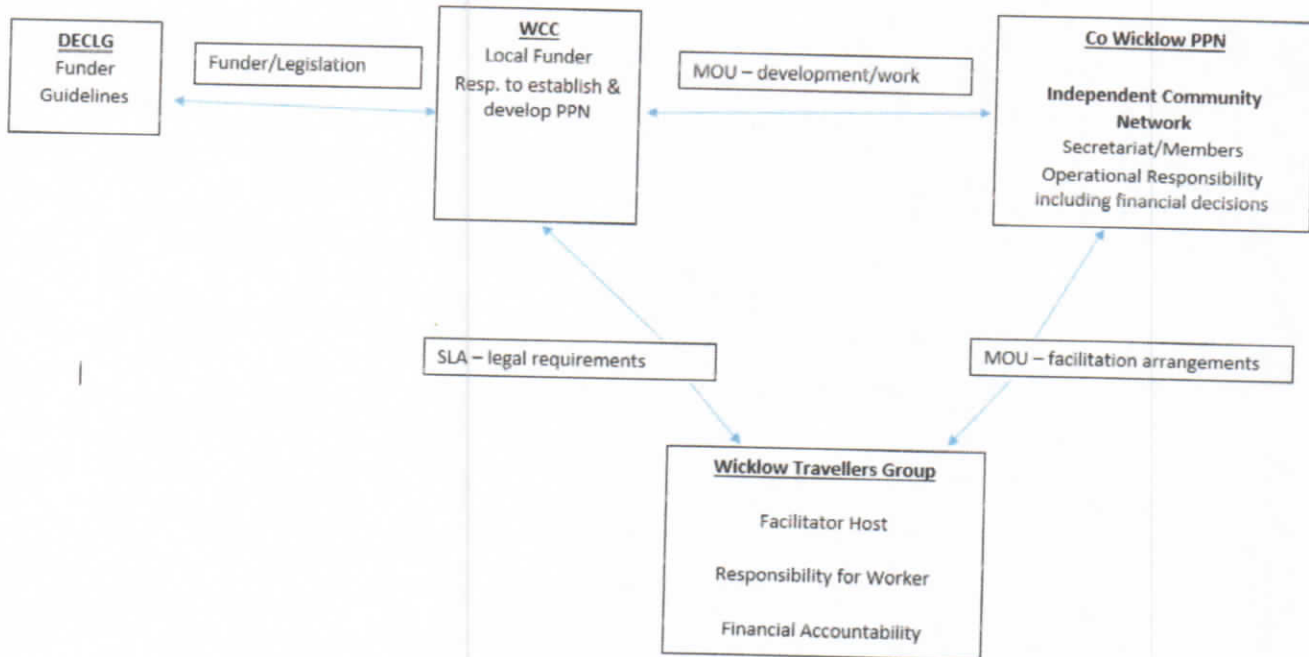 DECLG
Funder
Guidelines
Funder/Legislation
WCC
Local Funder
Resp. to establish &
develop PPN
MOU – development/work
Co Wicklow PPN
Independent Community
Network
Secretariat/Members
Operational Responsibility
including financial decisions
SLA – legal requirements
MOU – facilitation arrangements
Wicklow Travellers Group
Facilitator Host
Responsibility for Worker
Financial Accountability